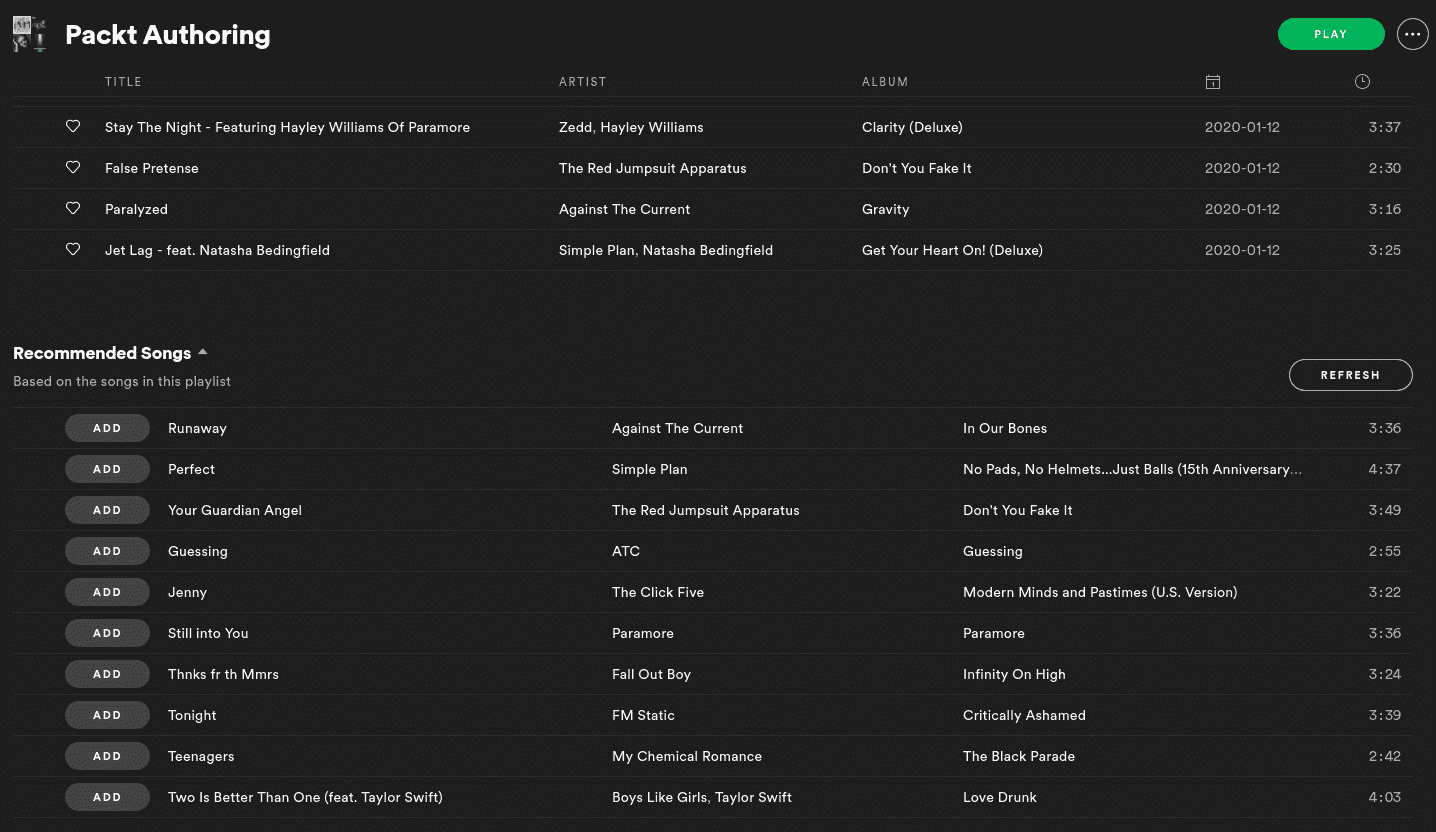 Packt Authoring
PLAY
TITLE ARTIST ALBUM
Stay The Night - Featuring Hayley Williams Of Paramore Zedd, Hayley Williams Clarity (Deluxe) 2020-01-12 3:37
False Pretense The Red Jumpsuit Apparatus Don't You Fake It 2020-01-12 2:30
Paralyzed Against The Current Gravity 2020-01-12 3:16
Jet Lag - feat. Natasha Bedingfield Simple Plan, Natasha Bedingfield Get Your Heart On! (Deluxe) 2020-01-12 3:25
Recommended Songs
Based on the songs in this playlist
REFRESH
ADD Runaway Against The Current In Our Bones 3:36
ADD Perfect Simple Plan No Pads, No Helmets...Just Balls (15th Anniversary... 4:37
ADD Your Guardian Angel The Red Jumpsuit Apparatus Don't You Fake It 3:49
ADD Guessing ATC Guessing 2:55
ADD Jenny The Click Five Modern Minds and Pastimes (U.S. Version) 3:22
ADD Still into You Paramore Paramore 3:36
ADD Thnks fr th Mmrs Fall Out Boy Infinity On High 3:24
ADD Tonight FM Static Critically Ashamed 3:39
ADD Teenagers My Chemical Romance The Black Parade 2:42
ADD Two Is Better Than One (feat. Taylor Swift) Boys Like Girls, Taylor Swift Love Drunk 4:03